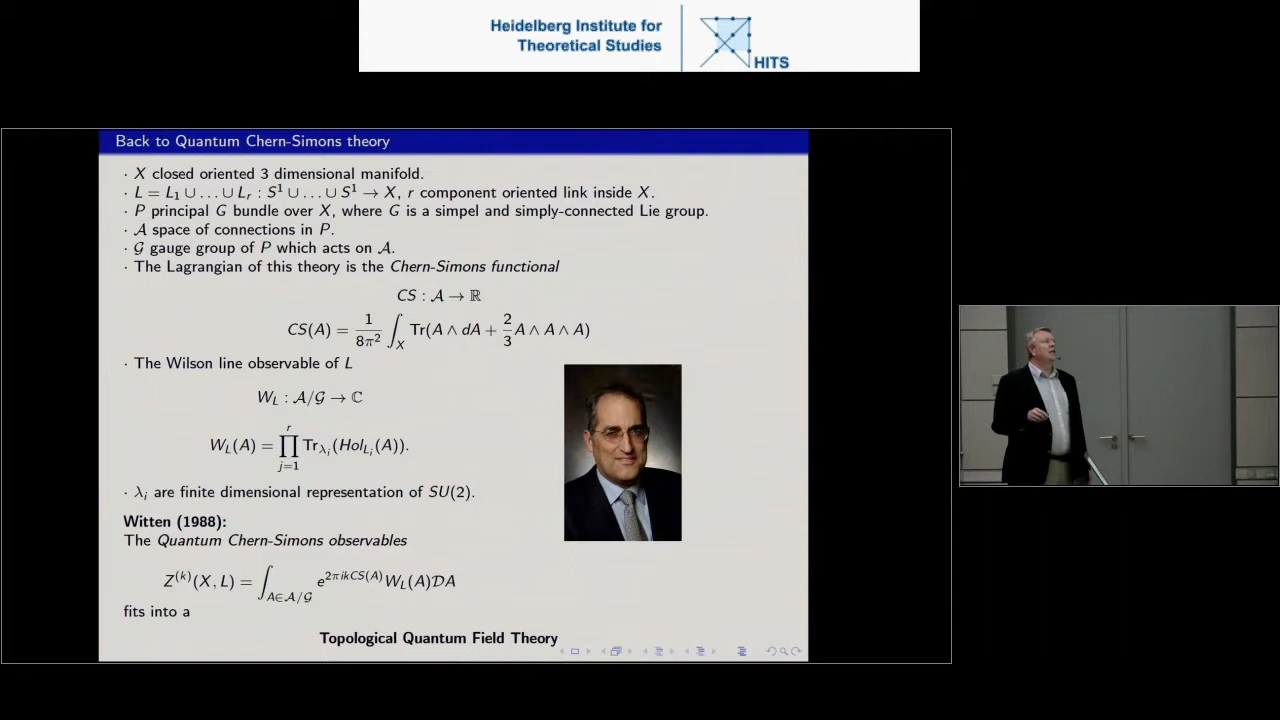 Heidelberg Institute for
Theoretical Studies
HITS
Back to Quantum Chern-Simons theory
· X closed oriented 3 dimensional manifold.
· L = L₁ ∪ … ∪ Lᵣ : S¹ ∪ … ∪ S¹ → X, r component oriented link inside X.
· P principal G bundle over X, where G is a simpel and simply-connected Lie group.
· 𝒜 space of connections in P.
· 𝒢 gauge group of P which acts on 𝒜.
· The Lagrangian of this theory is the Chern-Simons functional
CS : 𝒜 → ℝ
CS(A) = 1/8π² ∫_X Tr(A ∧ dA + 2/3 A ∧ A ∧ A)
· The Wilson line observable of L
W_L : 𝒜/𝒢 → ℂ
W_L(A) = ∏_{j=1}^{r} Tr_{λ_i}(Hol_{L_i}(A)).
· λᵢ are finite dimensional representation of SU(2).
Witten (1988):
The Quantum Chern-Simons observables
Z^{(k)}(X, L) = ∫_{A∈𝒜/𝒢} e^{2πikCS(A)} W_L(A)𝒟A
fits into a
Topological Quantum Field Theory